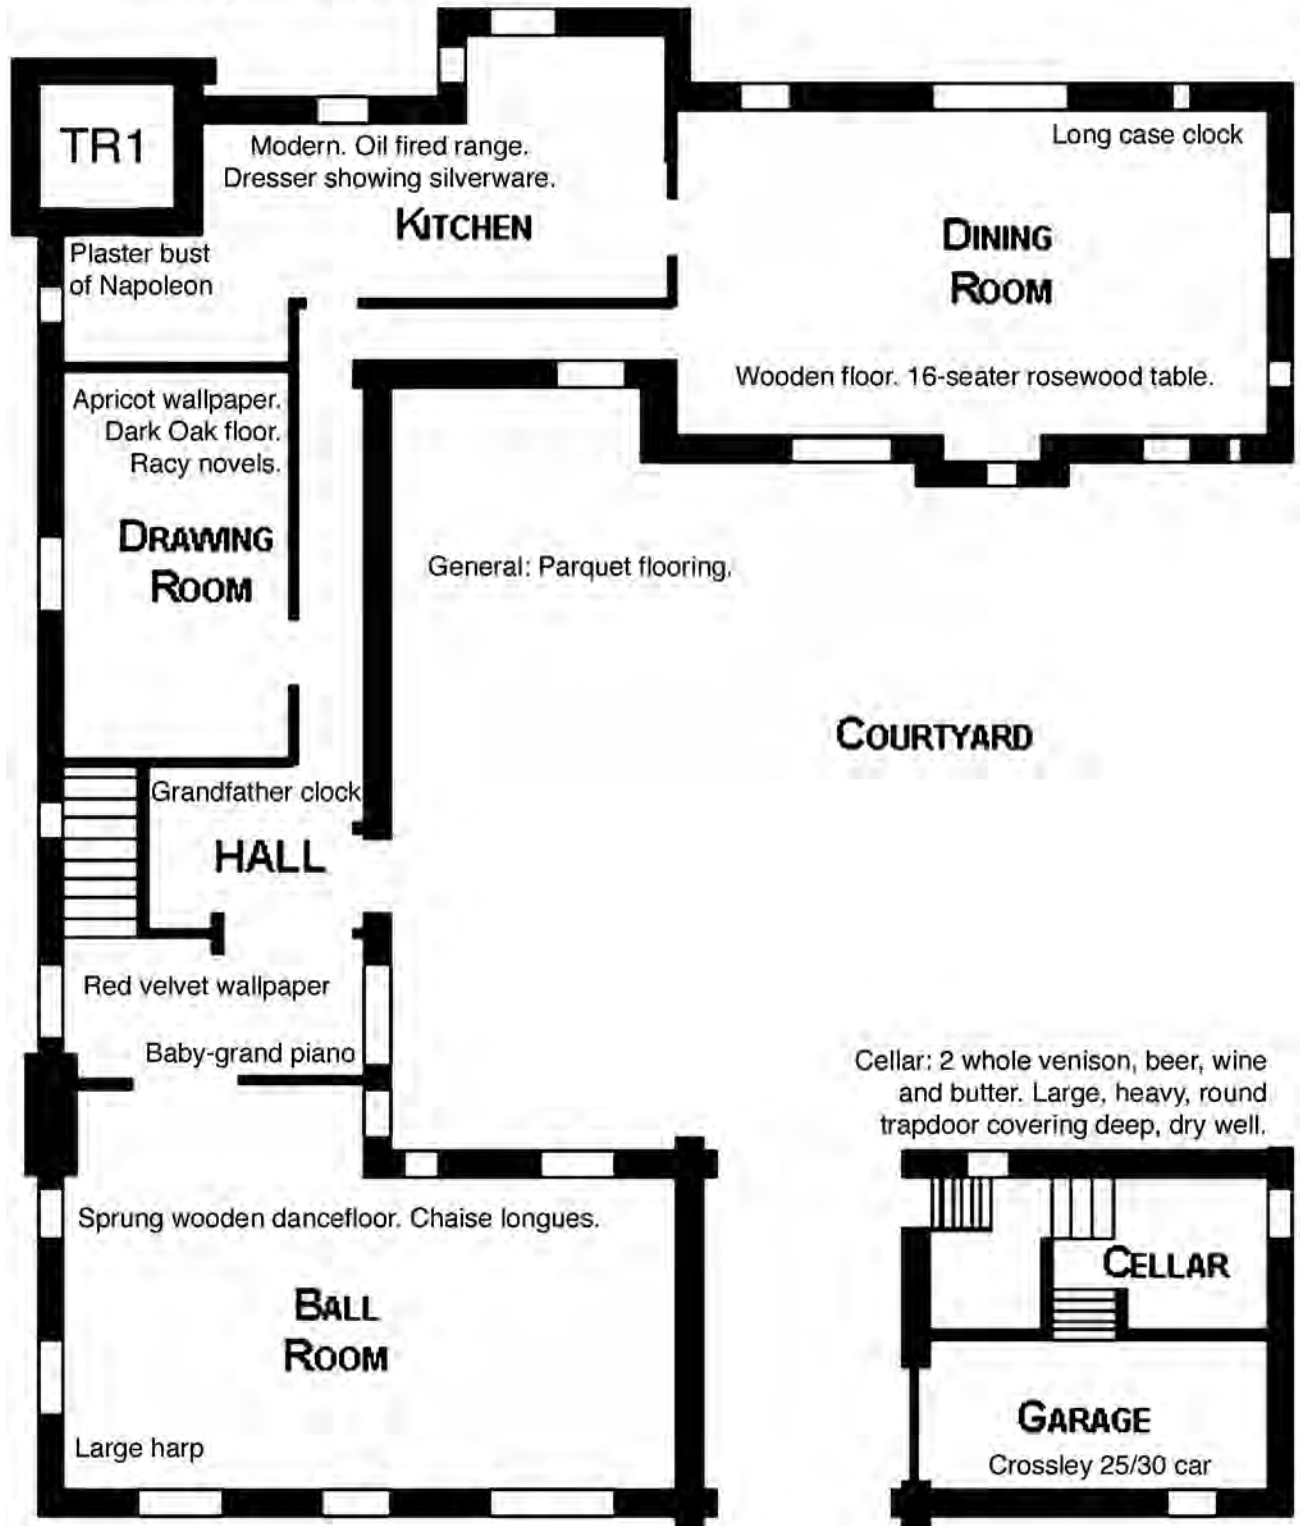 TR1
Modern. Oil fired range.
Dresser showing silverware.
KITCHEN
Long case clock
DINING
ROOM
Plaster bust
of Napoleon
Wooden floor. 16-seater rosewood table.
Apricot wallpaper.
Dark Oak floor.
Racy novels.
DRAWING
ROOM
General: Parquet flooring.
COURTYARD
Grandfather clock
HALL
Red velvet wallpaper
Baby-grand piano
Cellar: 2 whole venison, beer, wine
and butter. Large, heavy, round
trapdoor covering deep, dry well.
Sprung wooden dancefloor. Chaise longues.
CELLAR
BALL
ROOM
Large harp
GARAGE
Crossley 25/30 car